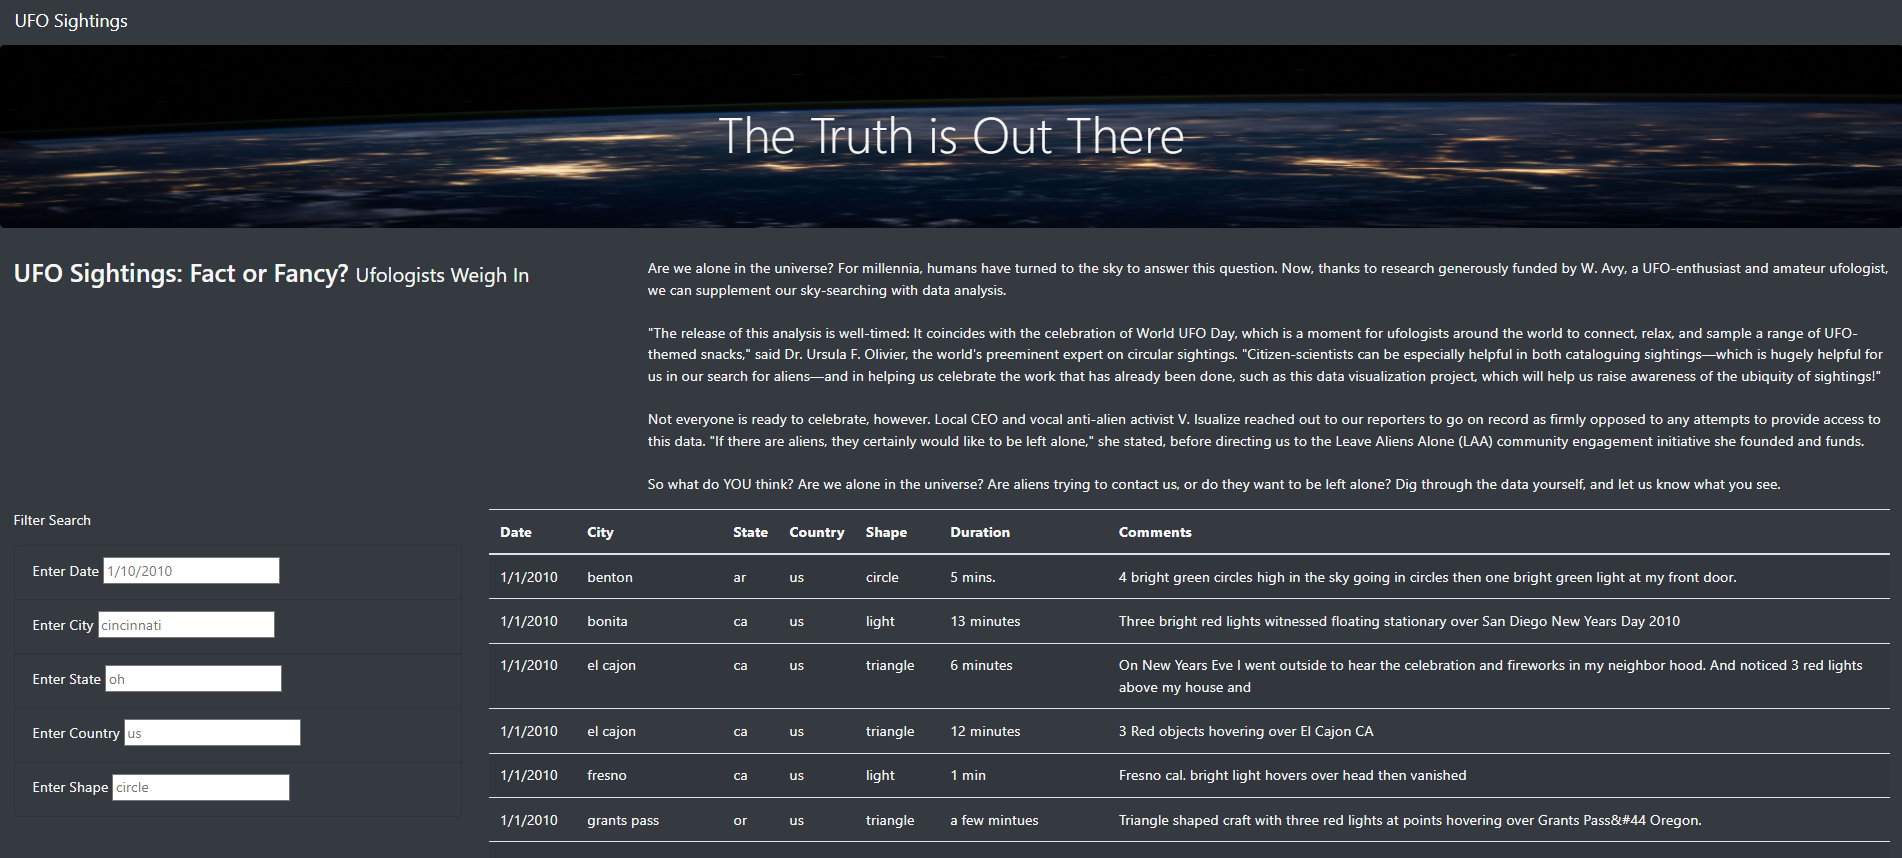 UFO Sightings
The Truth is Out There
UFO Sightings: Fact or Fancy? Ufologists Weigh In
Are we alone in the universe? For millennia, humans have turned to the sky to answer this question. Now, thanks to research generously funded by W. Avy, a UFO-enthusiast and amateur ufologist,
we can supplement our sky-searching with data analysis.
"The release of this analysis is well-timed: It coincides with the celebration of World UFO Day, which is a moment for ufologists around the world to connect, relax, and sample a range of UFO-
themed snacks," said Dr. Ursula F. Olivier, the world's preeminent expert on circular sightings. "Citizen-scientists can be especially helpful in both cataloguing sightings—which is hugely helpful for
us in our search for aliens—and in helping us celebrate the work that has already been done, such as this data visualization project, which will help us raise awareness of the ubiquity of sightings!"
Not everyone is ready to celebrate, however. Local CEO and vocal anti-alien activist V. Isualize reached out to our reporters to go on record as firmly opposed to any attempts to provide access to
this data. "If there are aliens, they certainly would like to be left alone," she stated, before directing us to the Leave Aliens Alone (LAA) community engagement initiative she founded and funds.
So what do YOU think? Are we alone in the universe? Are aliens trying to contact us, or do they want to be left alone? Dig through the data yourself, and let us know what you see.
Filter Search
Enter Date 1/10/2010
Enter City cincinnati
Enter State oh
Enter Country us
Enter Shape circle
Date City State Country Shape Duration Comments
1/1/2010 benton ar us circle 5 mins. 4 bright green circles high in the sky going in circles then one bright green light at my front door.
1/1/2010 bonita ca us light 13 minutes Three bright red lights witnessed floating stationary over San Diego New Years Day 2010
1/1/2010 el cajon ca us triangle 6 minutes On New Years Eve I went outside to hear the celebration and fireworks in my neighbor hood. And noticed 3 red lights
above my house and
1/1/2010 el cajon ca us triangle 12 minutes 3 Red objects hovering over El Cajon CA
1/1/2010 fresno ca us light 1 min Fresno cal. bright light hovers over head then vanished
1/1/2010 grants pass or us triangle a few mintues Triangle shaped craft with three red lights at points hovering over Grants Pass&#44 Oregon.